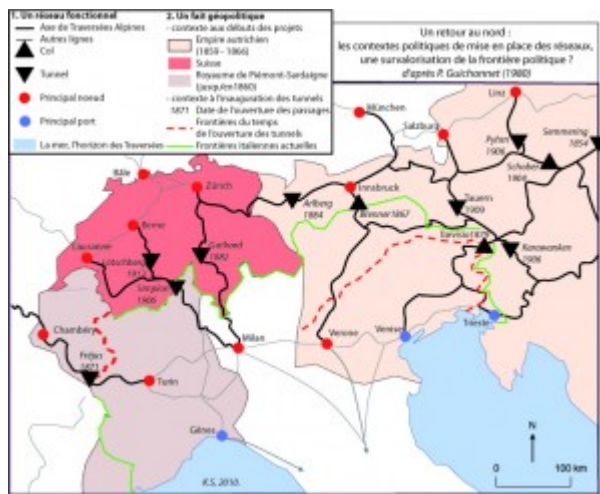 1. Un réseau fonctionnel
Axe de Traversées Alpines
Autres lignes
Col
Tunnel
Principal noeud
Principal port
La mer, l'horizon des Traversées
2. Un fait géopolitique
- contexte aux débuts des projets
Empire autrichien
(1859 - 1866)
Suisse
Royaume de Piémont-Sardaigne
(jusqu'en 1860)
- contexte à l'inauguration des tunnels
1871 Date de l'ouverture des passages
Frontières du temps
de l'ouverture des tunnels
Frontières italiennes actuelles
Un retour au nord :
les contextes politiques de mise en place des réseaux,
une survalorisation de la frontière politique ?
d'après P. Guichonnet (1980)
Linz
München
Salzburg
Pyhrn
1906
Semmering
1854
Schober
Bâle
Zürich
Innsbruck
Arlberg
1884
Brenner 1867
Tauern
1909
Berne
Lausanne
Lötschberg
Gothard
Tarvisio
Karawanken
1906
Simplon
1906
Chambéry
Fréjus
1871
Milan
Verone
Venise
Trieste
Turin
Gênes
N
K.S, 2010.
0 100 km